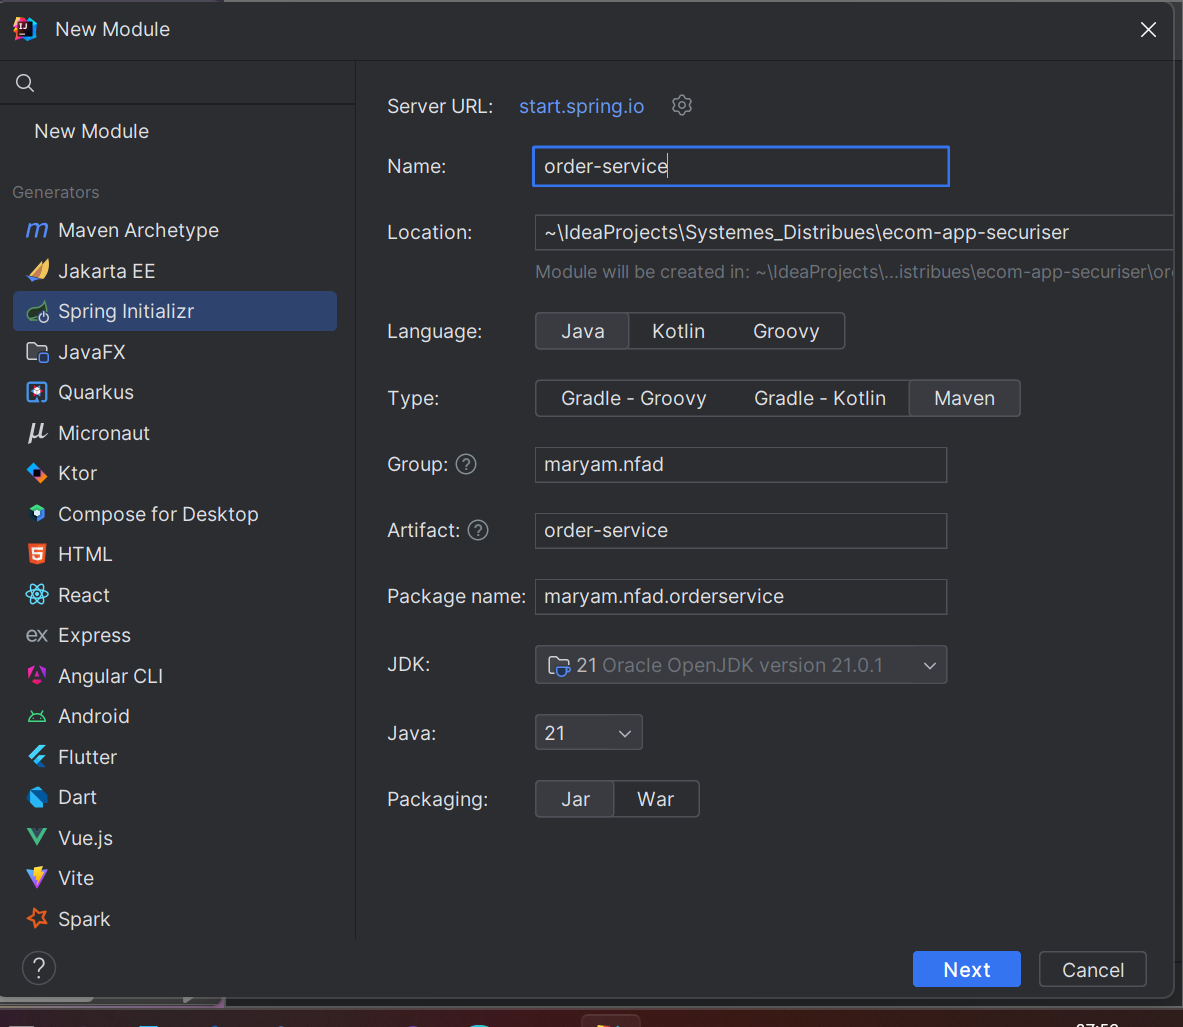 New Module
New Module
Generators
Maven Archetype
Jakarta EE
Spring Initializr
JavaFX
Quarkus
Micronaut
Ktor
Compose for Desktop
HTML
React
ex Express
Angular CLI
Android
Flutter
Dart
Vue.js
Vite
Spark
Server URL: start.spring.io
Name: order-service
Location: ~\IdeaProjects\Systemes_Distribues\ecom-app-securiser
Module will be created in: ~\IdeaProjects\...istribues\ecom-app-securiser\or
Language: Java Kotlin Groovy
Type: Gradle - Groovy Gradle - Kotlin Maven
Group: ? maryam.nfad
Artifact: ? order-service
Package name: maryam.nfad.orderservice
JDK: 21 Oracle OpenJDK version 21.0.1
Java: 21
Packaging: Jar War
? Next Cancel